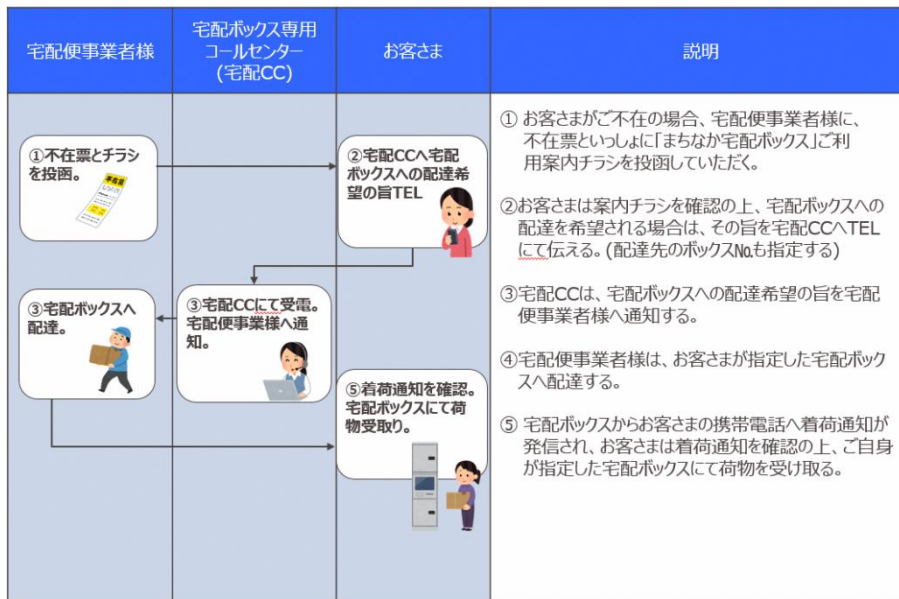 宅配便事業者様
宅配ボックス専用
コールセンター
(宅配CC)
お客さま
説明
①不在票とチラシ
を投函。
不在票
②宅配CCへ宅配
ボックスへの配達希
望の旨TEL
③宅配ボックスへ
配達。
③宅配CCにて受電。
宅配便事業様へ通
知。
⑤着荷通知を確認。
宅配ボックスにて荷
物受取り。
① お客さまがご不在の場合、宅配便事業者様に、
不在票といっしょに「まちなか宅配ボックス」ご利
用案内チラシを投函していただく。
②お客さまは案内チラシを確認の上、宅配ボックスへの
配達を希望される場合は、その旨を宅配CCへTEL
にて伝える。(配達先のボックス№も指定する)
③宅配CCは、宅配ボックスへの配達希望の旨を宅配
便事業者様へ通知する。
④宅配便事業者様は、お客さまが指定した宅配ボック
スへ配達する。
⑤ 宅配ボックスからお客さまの携帯電話へ着荷通知が
発信され、お客さまは着荷通知を確認の上、ご自身
が指定した宅配ボックスにて荷物を受け取る。